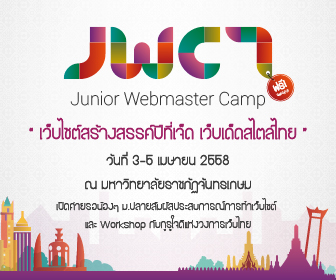 JWC7
ฟรี!
Junior Webmaster Camp
" เว็บไซต์สร้างสรรค์ปีที่เจ็ด เว็บเด็ดสไตล์ไทย "
วันที่ 3-5 เมษายน 2558
ณ มหาวิทยาลัยราชภัฏจันทรเกษม
เปิดค่ายรอน้องๆ ม.ปลายสัมผัสประสบการณ์การทำเว็บไซต์
และ Workshop กับกูรูใจดีแห่งวงการเว็บไทย